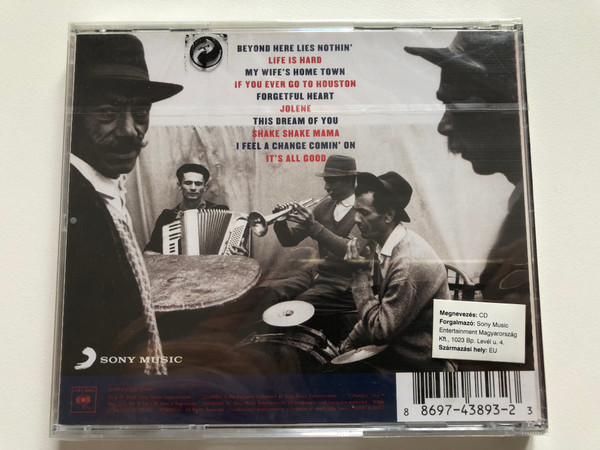 BEYOND HERE LIES NOTHIN'
LIFE IS HARD
MY WIFE'S HOME TOWN
IF YOU EVER GO TO HOUSTON
FORGETFUL HEART
JOLENE
THIS DREAM OF YOU
SHAKE SHAKE MAMA
I FEEL A CHANGE COMIN' ON
IT'S ALL GOOD
Megnevezés: CD
Forgalmazó: Sony Music
Entertainment Magyarország
Kft., 1023 Bp. Levél u. 4.
Származási hely: EU
SONY MUSIC
8 8697-43893-2 3